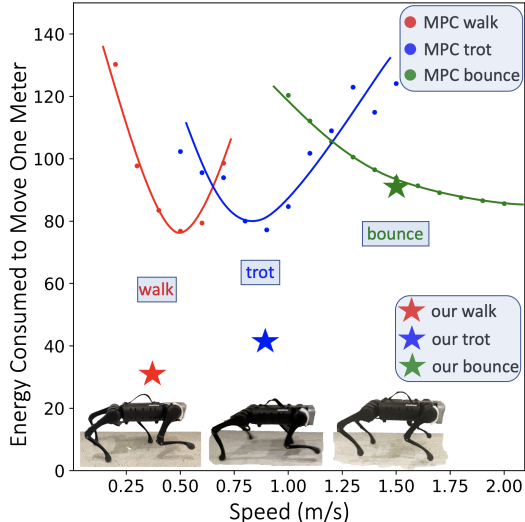 Energy Consumed to Move One Meter
140
120
100
80
60
40
20
0
MPC walk
MPC trot
MPC bounce
bounce
trot
walk
our walk
our trot
our bounce
0.25
0.50
0.75
1.00
1.25
1.50
1.75
2.00
Speed (m/s)